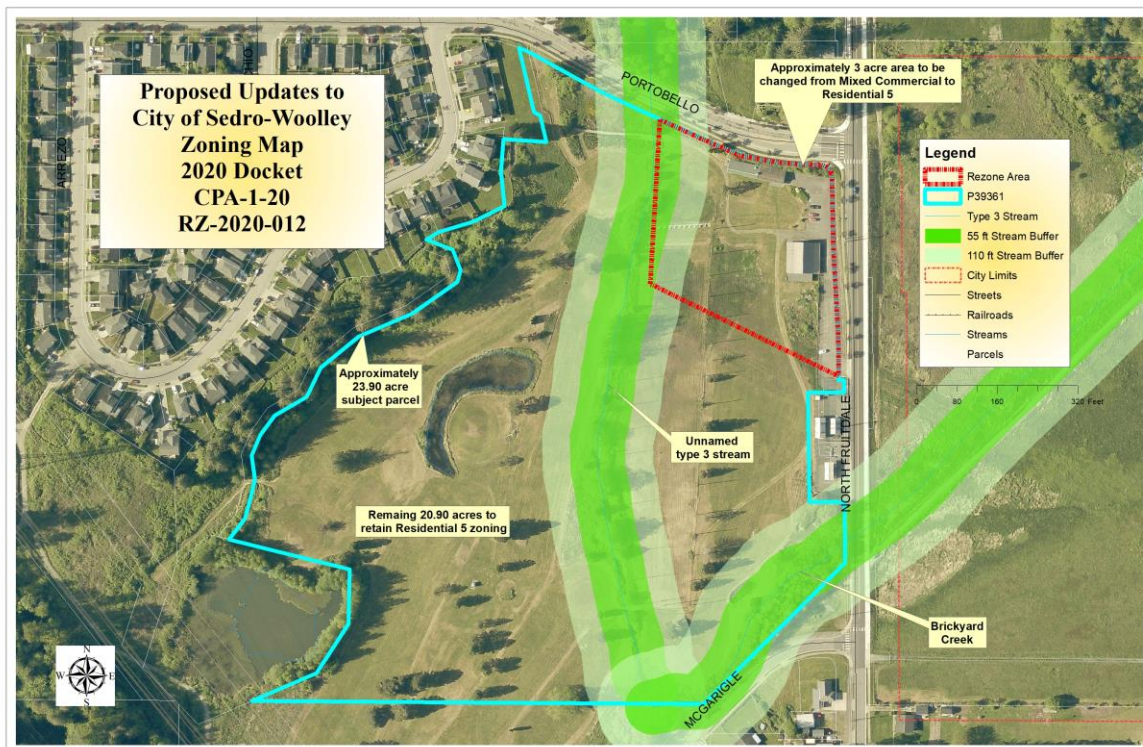 Proposed Updates to
City of Sedro-Woolley
Zoning Map
2020 Docket
CPA-1-20
RZ-2020-012
ARREZO
PORTOBELLO
Approximately 3 acre area to be
changed from Mixed Commercial to
Residential 5
Legend
Rezone Area
P39361
Type 3 Stream
55 ft Stream Buffer
110 ft Stream Buffer
City Limits
Streets
Railroads
Streams
Parcels
0 80 160 320 Feet
Approximately
23.90 acre
subject parcel
Unnamed
type 3 stream
NORTH FRUITDALE
Remaing 20.90 acres to
retain Residential 5 zoning
Brickyard
Creek
MCGARIGLE
N
W E
S